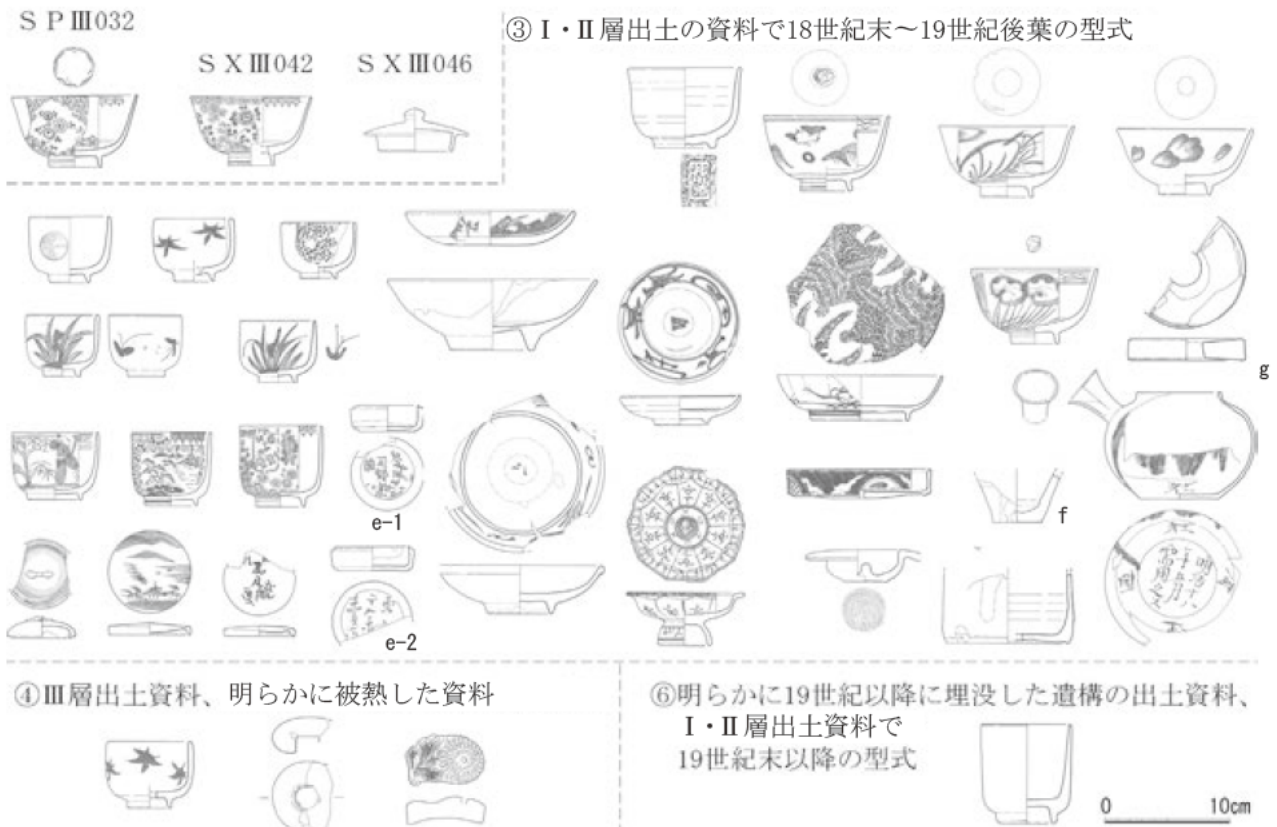 S P Ⅲ032
S X Ⅲ042
S X Ⅲ046
③Ⅰ・Ⅱ層出土の資料で18世紀末～19世紀後葉の型式
g
e-1
f
e-2
④Ⅲ層出土資料、明らかに被熱した資料
⑥明らかに19世紀以降に埋没した遺構の出土資料、
Ⅰ・Ⅱ層出土資料で
19世紀末以降の型式
0 10cm